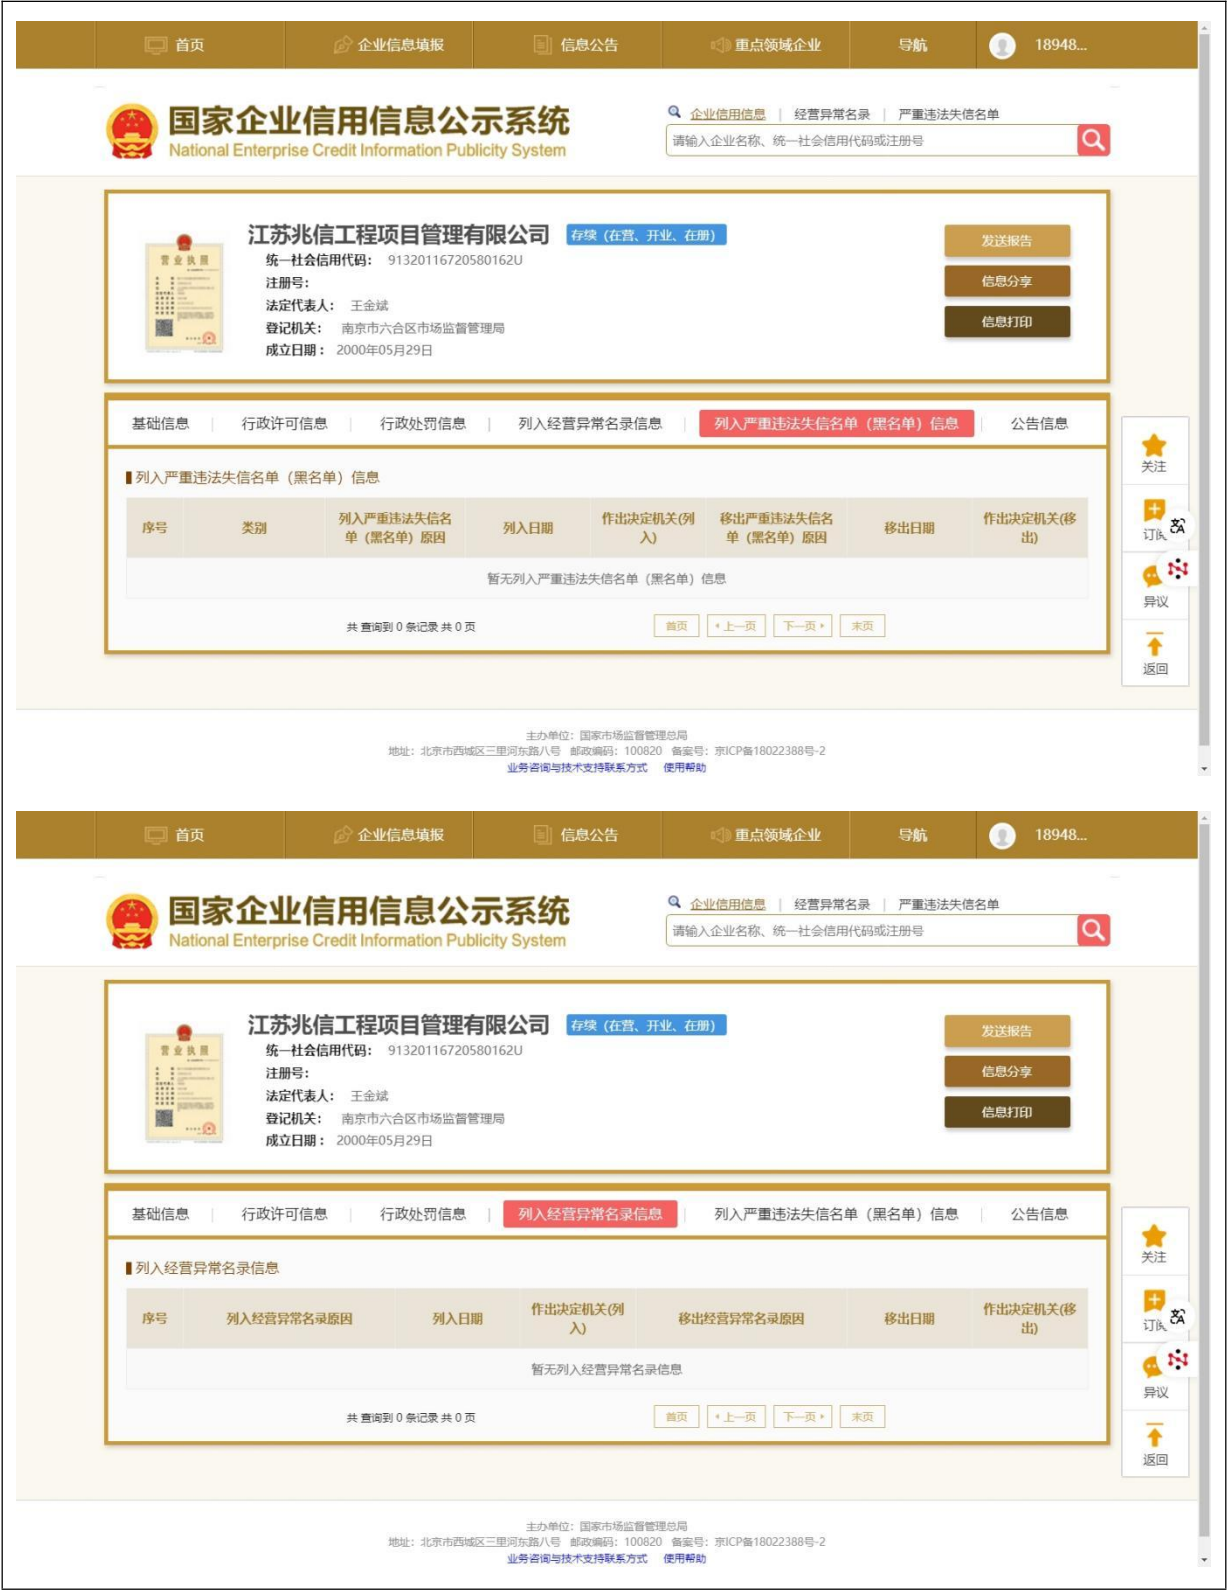 首页 企业信息填报 信息公告 重点领域企业 导航 18948...
国家企业信用信息公示系统
National Enterprise Credit Information Publicity System
企业信用信息 | 经营异常名录 | 严重违法失信名单
请输入企业名称、统一社会信用代码或注册号
江苏兆信工程项目管理有限公司 存续（在营、开业、在册）
统一社会信用代码： 91320116720580162U
注册号：
法定代表人： 王金斌
登记机关： 南京市六合区市场监督管理局
成立日期： 2000年05月29日
营业执照
发送报告
信息分享
信息打印
基础信息 | 行政许可信息 | 行政处罚信息 | 列入经营异常名录信息 | 列入严重违法失信名单（黑名单）信息 | 公告信息
列入严重违法失信名单（黑名单）信息
序号 类别 列入严重违法失信名单（黑名单）原因 列入日期 作出决定机关(列入) 移出严重违法失信名单（黑名单）原因 移出日期 作出决定机关(移出)
暂无列入严重违法失信名单（黑名单）信息
共 查询到 0 条记录 共 0 页 首页 上一页 下一页 末页
关注
异议
返回
主办单位：国家市场监督管理总局
地址：北京市西城区三里河东路八号 邮政编码：100820 备案号：京ICP备18022388号-2
业务咨询与技术支持联系方式 使用帮助
首页 企业信息填报 信息公告 重点领域企业 导航 18948...
国家企业信用信息公示系统
National Enterprise Credit Information Publicity System
企业信用信息 | 经营异常名录 | 严重违法失信名单
请输入企业名称、统一社会信用代码或注册号
江苏兆信工程项目管理有限公司 存续（在营、开业、在册）
统一社会信用代码： 91320116720580162U
注册号：
法定代表人： 王金斌
登记机关： 南京市六合区市场监督管理局
成立日期： 2000年05月29日
营业执照
发送报告
信息分享
信息打印
基础信息 | 行政许可信息 | 行政处罚信息 | 列入经营异常名录信息 | 列入严重违法失信名单（黑名单）信息 | 公告信息
列入经营异常名录信息
序号 列入经营异常名录原因 列入日期 作出决定机关(列入) 移出经营异常名录原因 移出日期 作出决定机关(移出)
暂无列入经营异常名录信息
共 查询到 0 条记录 共 0 页 首页 上一页 下一页 末页
关注
异议
返回
主办单位：国家市场监督管理总局
地址：北京市西城区三里河东路八号 邮政编码：100820 备案号：京ICP备18022388号-2
业务咨询与技术支持联系方式 使用帮助